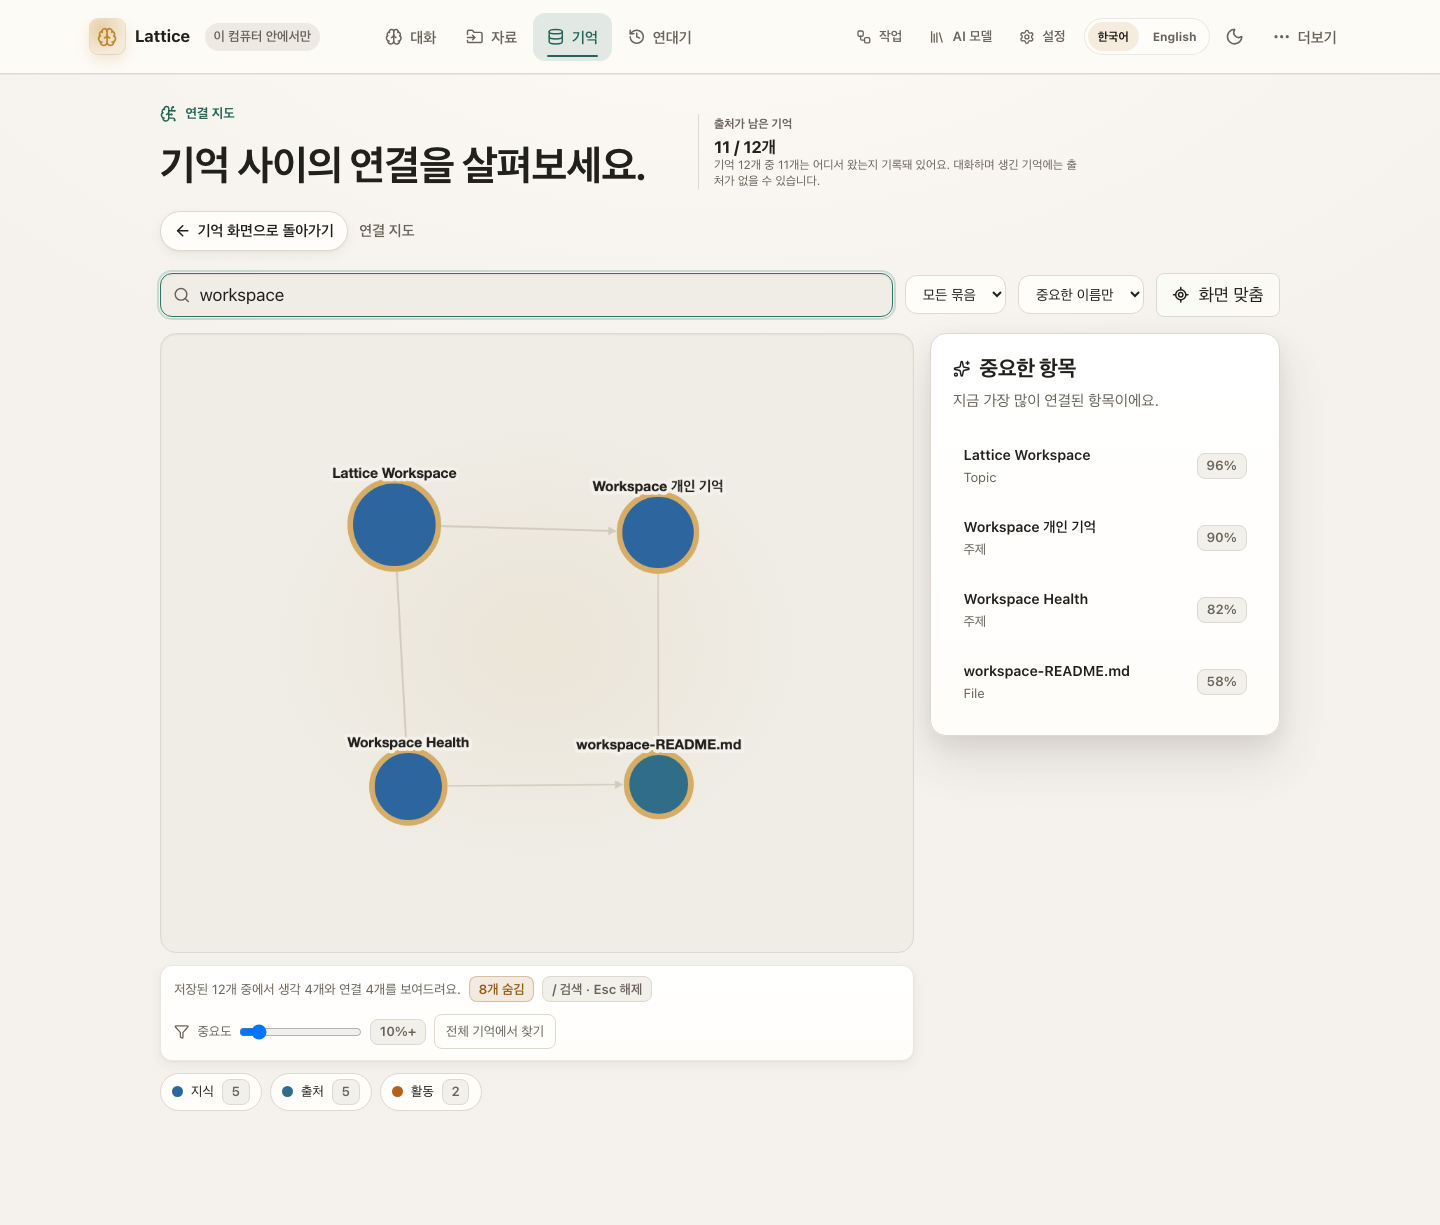 Lattice
이 컴퓨터 안에서만
대화
자료
기억
연대기
작업
AI 모델
설정
한국어
English
더보기
연결 지도
기억 사이의 연결을 살펴보세요.
출처가 남은 기억
11 / 12개
기억 12개 중 11개는 어디서 왔는지 기록돼 있어요. 대화하며 생긴 기억에는 출
처가 없을 수 있습니다.
기억 화면으로 돌아가기
연결 지도
workspace
모든 묶음
중요한 이름만
화면 맞춤
Lattice Workspace
Workspace 개인 기억
Workspace Health
workspace-README.md
중요한 항목
지금 가장 많이 연결된 항목이에요.
Lattice Workspace
Topic
96%
Workspace 개인 기억
주제
90%
Workspace Health
주제
82%
workspace-README.md
File
58%
저장된 12개 중에서 생각 4개와 연결 4개를 보여드려요.
8개 숨김
/ 검색 · Esc 해제
중요도
10%+
전체 기억에서 찾기
지식 5
출처 5
활동 2